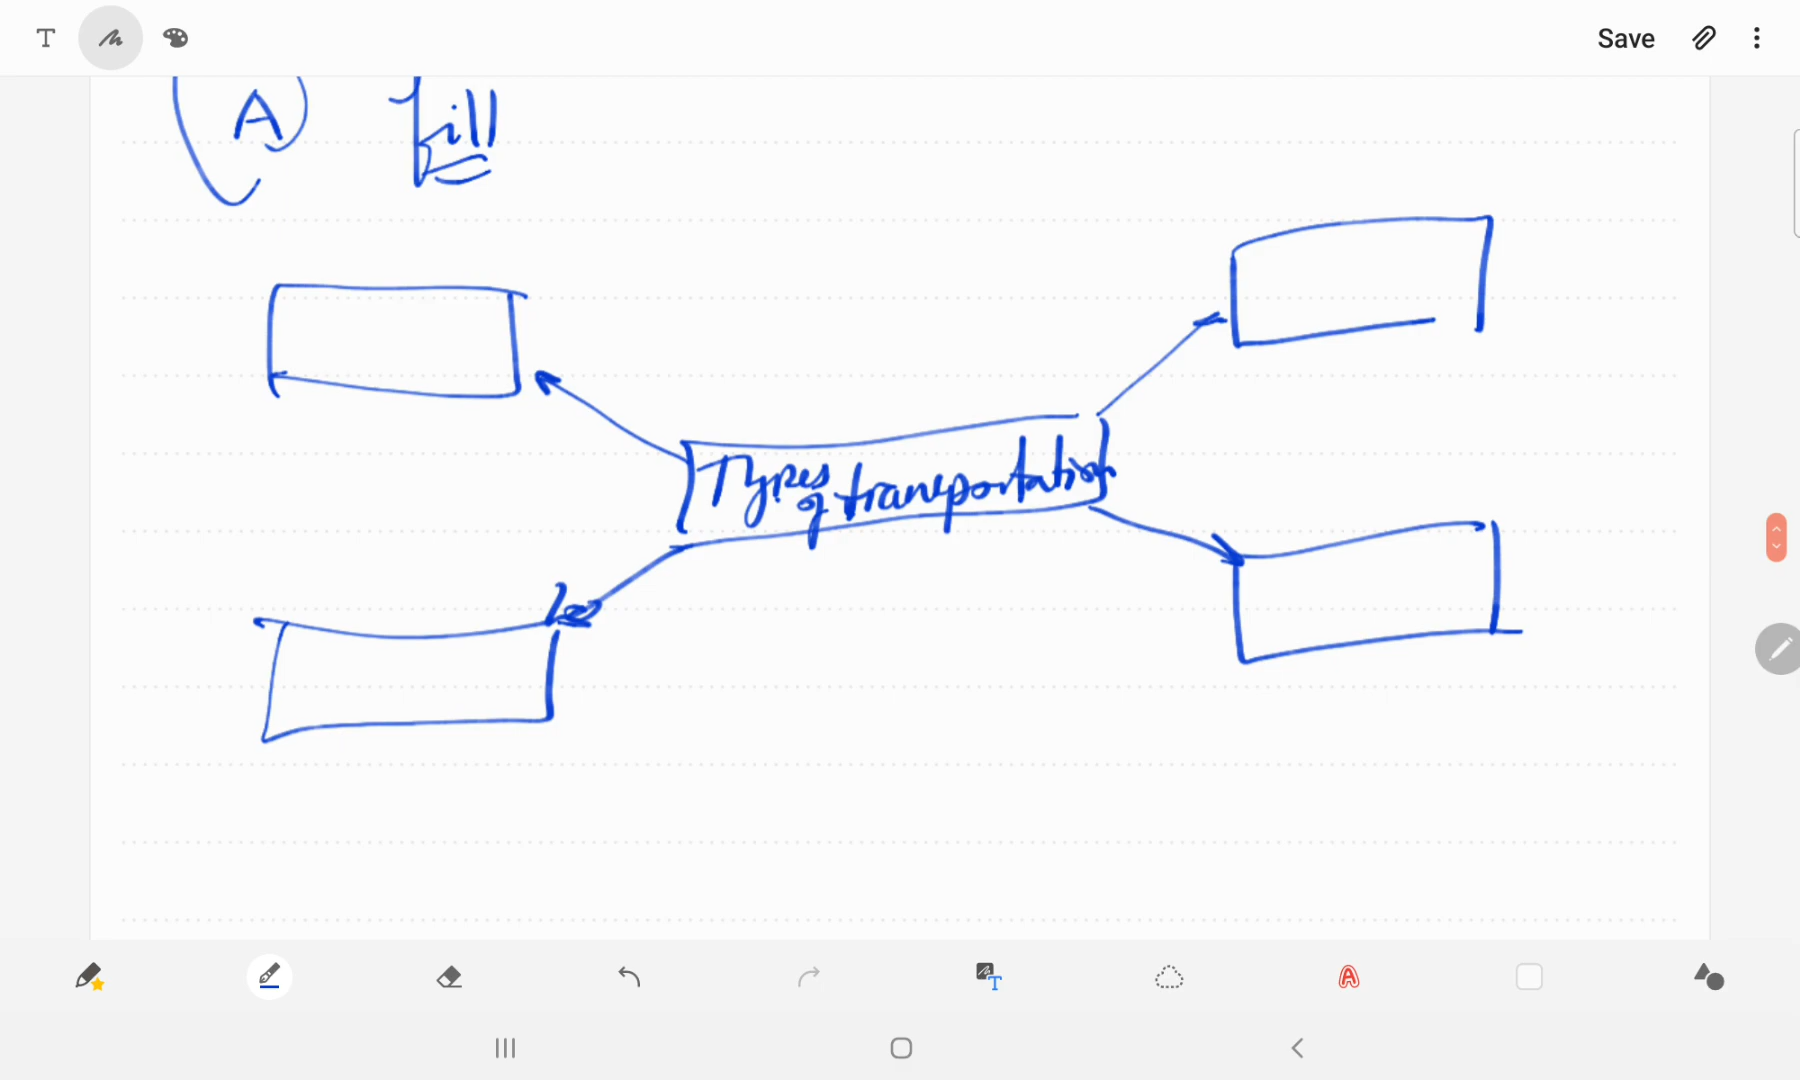 T
Save
A) fill
Types
of transportation
A